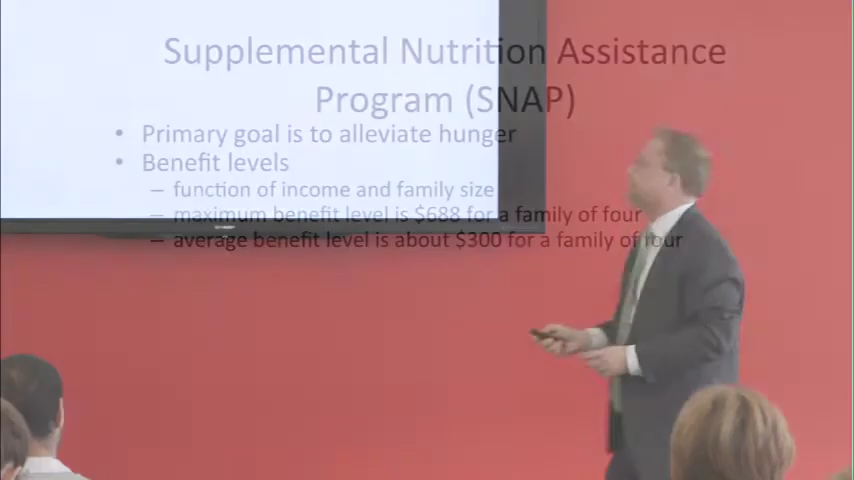 Supplemental Nutrition Assistance
Program (SNAP)
• Primary goal is to alleviate hunger
• Benefit levels
– function of income and family size
– maximum benefit level is $688 for a family of four
– average benefit level is about $300 for a family of four